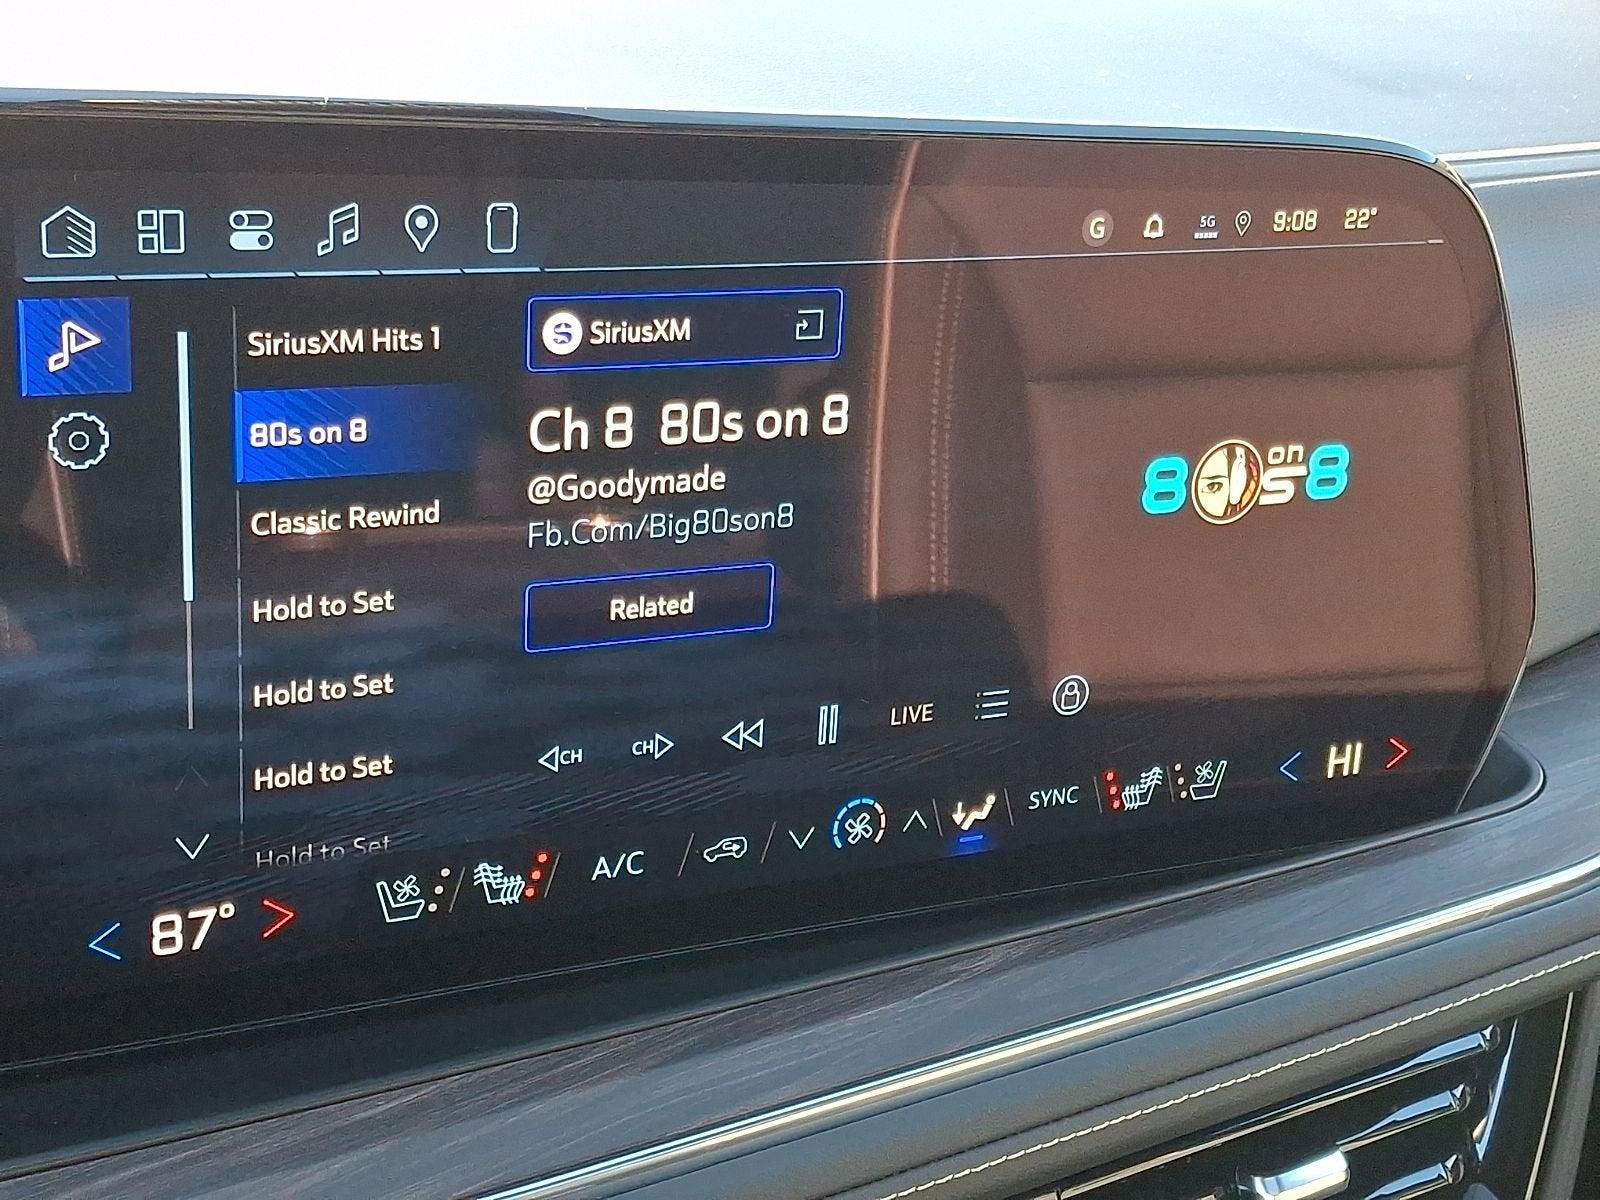 G 5G 9:08 22°
SiriusXM Hits 1
80s on 8
Classic Rewind
Hold to Set
Hold to Set
Hold to Set
Hold to Set
SiriusXM
Ch 8 80s on 8
@Goodymade
Fb.Com/Big80son8
Related
80s on 8
CH CH LIVE
87° A/C SYNC HI